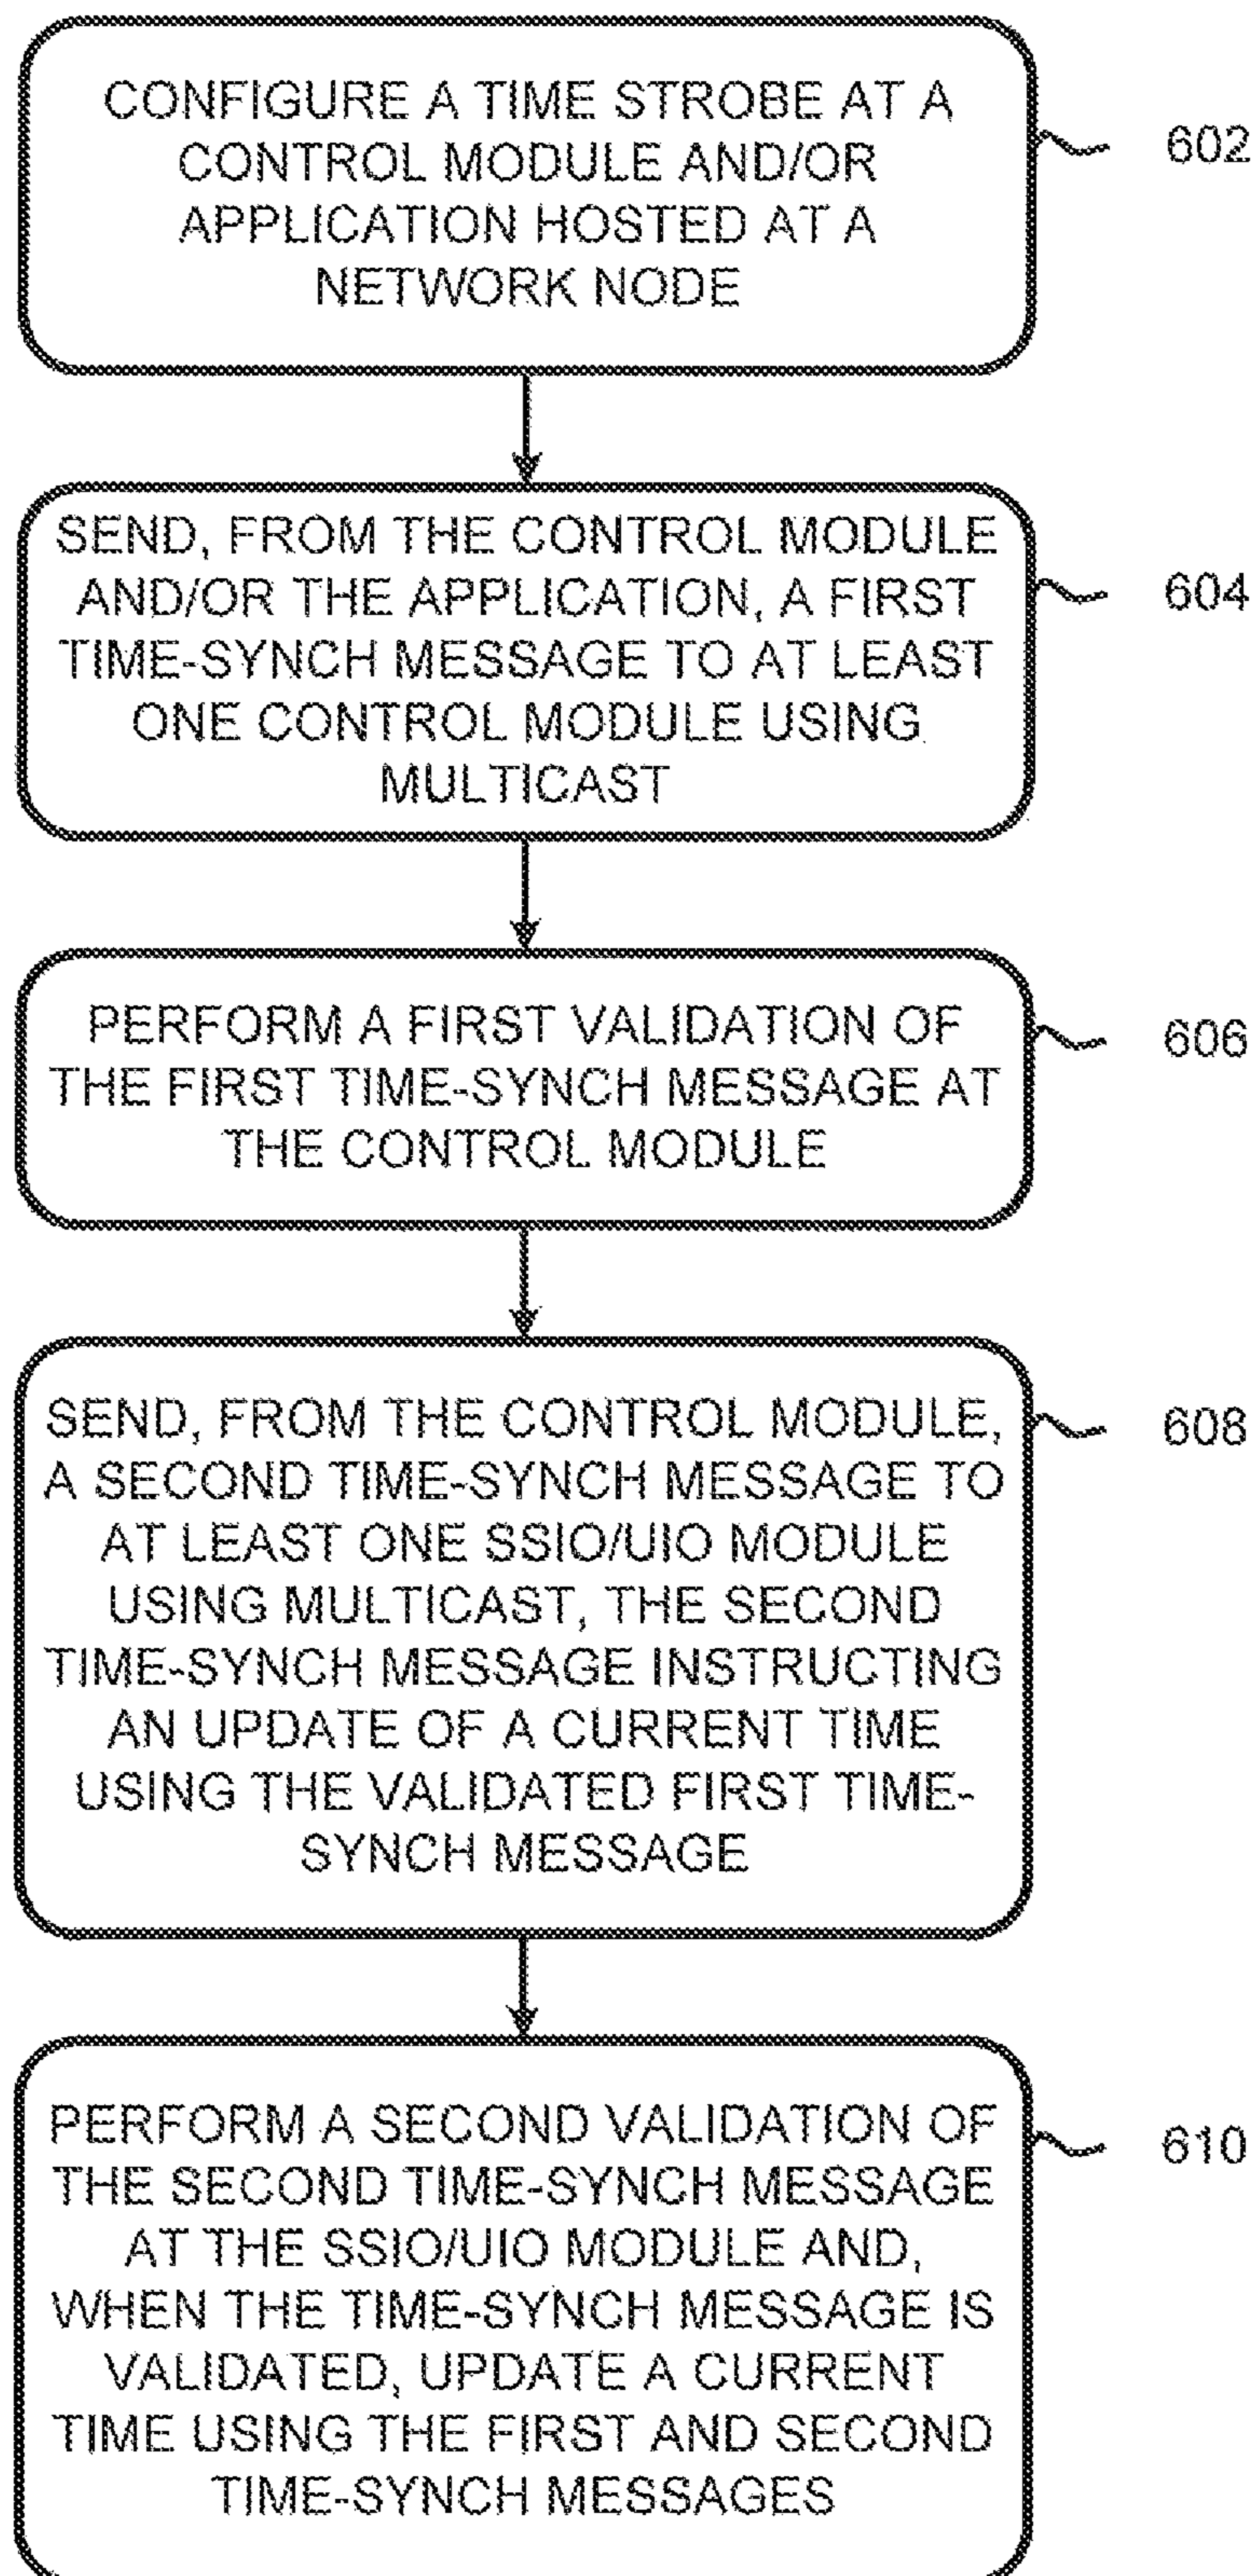 CONFIGURE A TIME STROBE AT A
CONTROL MODULE AND/OR
APPLICATION HOSTED AT A
NETWORK NODE
602
SEND, FROM THE CONTROL MODULE
AND/OR THE APPLICATION, A FIRST
TIME-SYNCH MESSAGE TO AT LEAST
ONE CONTROL MODULE USING
MULTICAST
604
PERFORM A FIRST VALIDATION OF
THE FIRST TIME-SYNCH MESSAGE AT
THE CONTROL MODULE
606
SEND, FROM THE CONTROL MODULE,
A SECOND TIME-SYNCH MESSAGE TO
AT LEAST ONE SSIO/UIO MODULE
USING MULTICAST, THE SECOND
TIME-SYNCH MESSAGE INSTRUCTING
AN UPDATE OF A CURRENT TIME
USING THE VALIDATED FIRST TIME-
SYNCH MESSAGE
608
PERFORM A SECOND VALIDATION OF
THE SECOND TIME-SYNCH MESSAGE
AT THE SSIO/UIO MODULE AND,
WHEN THE TIME-SYNCH MESSAGE IS
VALIDATED, UPDATE A CURRENT
TIME USING THE FIRST AND SECOND
TIME-SYNCH MESSAGES
610